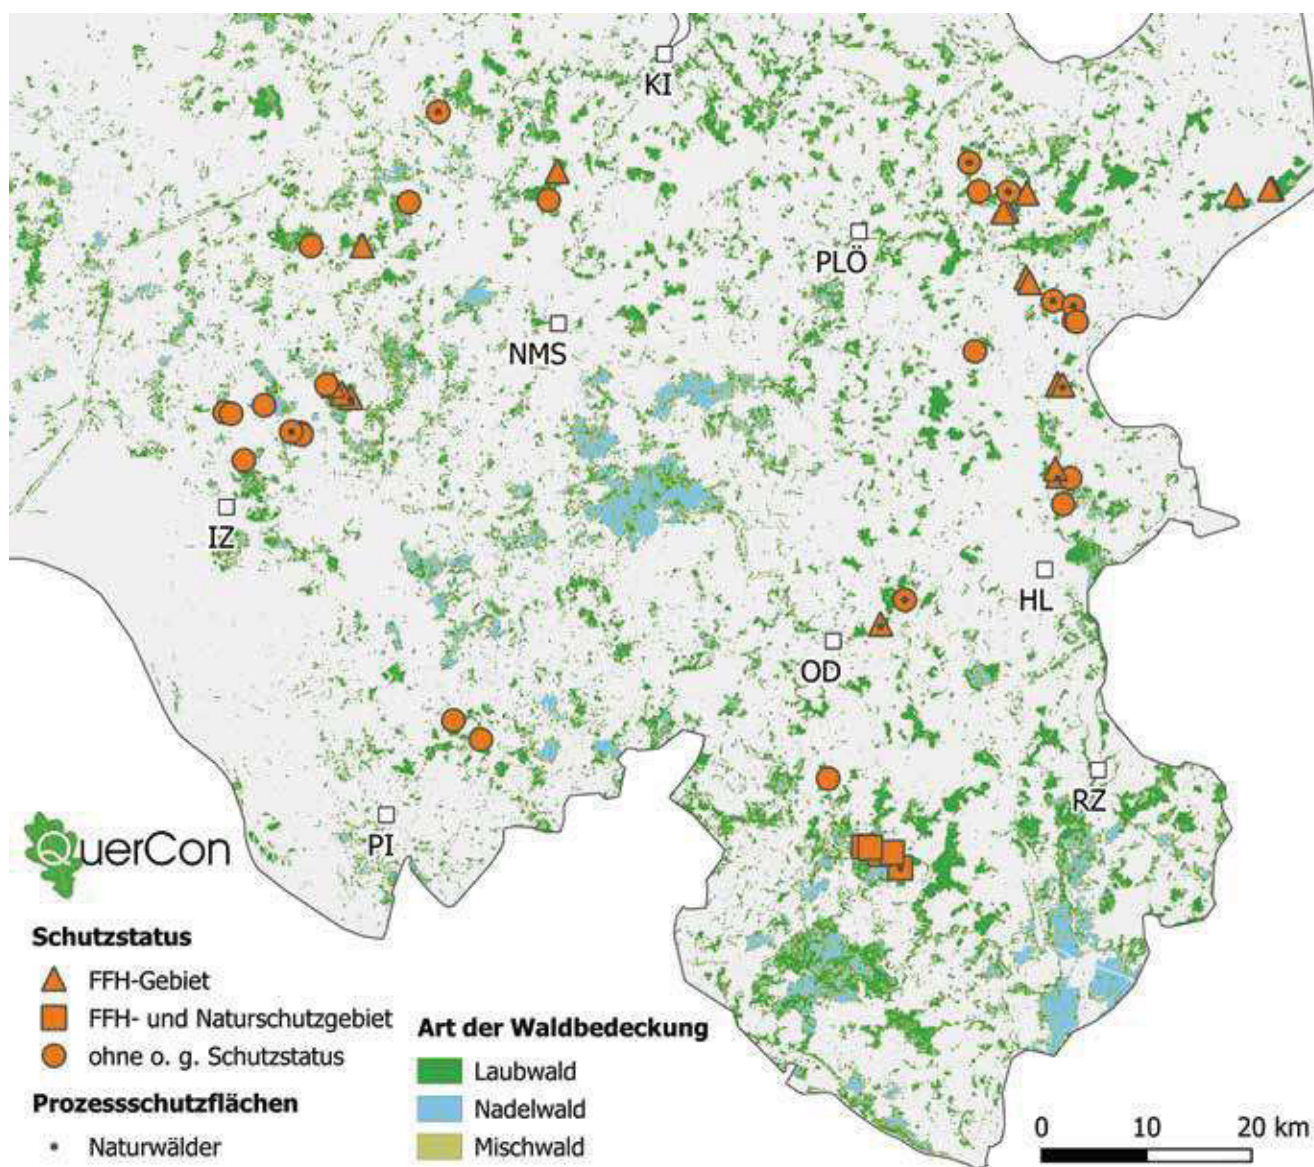 KI
PLÖ
NMS
IZ
HL
OD
RZ
PI
QuerCon
Schutzstatus
FFH-Gebiet
FFH- und Naturschutzgebiet
ohne o. g. Schutzstatus
Prozessschutzflächen
Naturwälder
Art der Waldbedeckung
Laubwald
Nadelwald
Mischwald
0 10 20 km